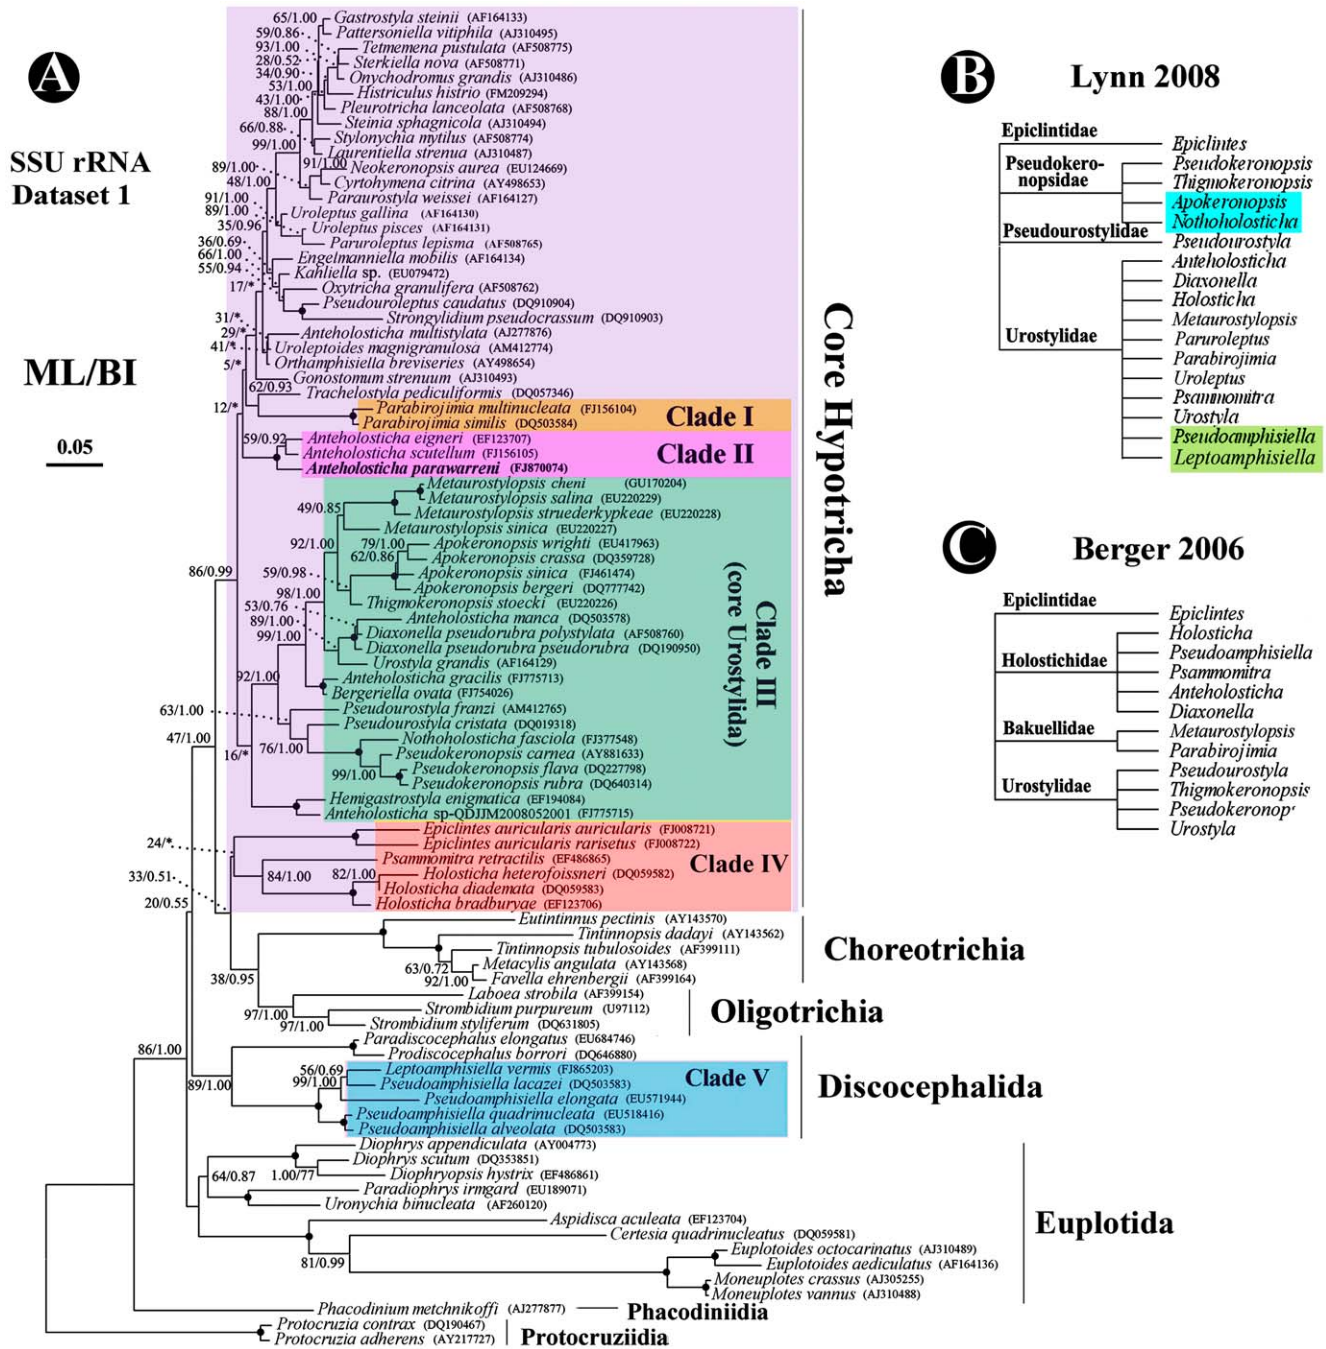 A
SSU rRNA
Dataset 1
ML/BI
0.05
65/1.00 Gastrostyla steinii (AF164133)
59/0.86 Pattersoniella vitiphila (AJ310495)
93/1.00 Tetmemena pustulata (AF508775)
28/0.52 Sterkiella nova (AF508771)
34/0.90 Onychodromus grandis (AJ310486)
53/1.00 Histriculus histrio (FM209294)
43/1.00 Pleurotricha lanceolata (AF508768)
88/1.00 Steinia sphagnicola (AJ310494)
66/0.88 Stylonychia mytilus (AF508774)
99/1.00 Laurentiella strenua (AJ310487)
89/1.00 91/1.00 Neokeronopsis aurea (EU124669)
48/1.00 Cyrtohymena citrina (AY498653)
91/1.00 Paraurostyla weissei (AF164127)
89/1.00 Uroleptus gallina (AF164130)
35/0.96 Uroleptus pisces (AF164131)
36/0.69 Paruroleptus lepisma (AF508765)
66/1.00 Engelmanniella mobilis (AF164134)
55/0.94 Kahliella sp. (EU079472)
17/* Oxytricha granulifera (AF508762)
Pseudouroleptus caudatus (DQ910904)
31/* Strongylidium pseudocrassum (DQ910903)
29/* Anteholosticha multistylata (AJ277876)
41/* Uroleptoides magnigranulosa (AM412774)
5/* Orthamphisiella breviseries (AY498654)
Gonostomum strenuum (AJ310493)
62/0.93 Trachelostyla pediculiformis (DQ057346)
12/* Parabirojimia multinucleata (FJ156104)
Parabirojimia similis (DQ503584)
Clade I
59/0.92 Anteholosticha eigneri (EF123707)
Anteholosticha scutellum (FJ156105)
Anteholosticha parawarreni (FJ870074)
Clade II
Metaurostylopsis cheni (GU170204)
Metaurostylopsis salina (EU220229)
49/0.85 Metaurostylopsis struederkypkeae (EU220228)
Metaurostylopsis sinica (EU220227)
92/1.00 79/1.00 Apokeronopsis wrighti (EU417963)
62/0.86 Apokeronopsis crassa (DQ359728)
86/0.99 59/0.98 Apokeronopsis sinica (FJ461474)
98/1.00 Apokeronopsis bergeri (DQ777742)
53/0.76 Thigmokeronopsis stoecki (EU220226)
89/1.00 Anteholosticha manca (DQ503578)
99/1.00 Diaxonella pseudorubra polystylata (AF508760)
Diaxonella pseudorubra pseudorubra (DQ190950)
Urostyla grandis (AF164129)
92/1.00 Anteholosticha gracilis (FJ775713)
Bergeriella ovata (FJ754026)
63/1.00 Pseudourostyla franzi (AM412765)
Pseudourostyla cristata (DQ019318)
47/1.00 16/* 76/1.00 Nothoholosticha fasciola (FJ377548)
Pseudokeronopsis carnea (AY881633)
99/1.00 Pseudokeronopsis flava (DQ227798)
Pseudokeronopsis rubra (DQ640314)
Hemigastrostyla enigmatica (EF194084)
Anteholosticha sp-QDJJM2008052001 (FJ775715)
Clade III
(core Urostylida)
Epiclintes auricularis auricularis (FJ008721)
24/* Epiclintes auricularis rarisetus (FJ008722)
Psammomitra retractilis (EF486865)
33/0.51 84/1.00 82/1.00 Holosticha heterofoissneri (DQ059582)
Holosticha diademata (DQ059583)
20/0.55 Holosticha bradburyae (EF123706)
Clade IV
Core Hypotricha
Eutintinnus pectinis (AY143570)
Tintinnopsis dadayi (AY143562)
Tintinnopsis tubulosoides (AF399111)
63/0.72 Metacylis angulata (AY143568)
38/0.95 92/1.00 Favella ehrenbergii (AF399164)
Choreotrichia
Laboea strobila (AF399154)
97/1.00 Strombidium purpureum (U97112)
97/1.00 Strombidium styliferum (DQ631805)
Oligotrichia
86/1.00 Paradiscocephalus elongatus (EU684746)
Prodiscocephalus borrori (DQ646880)
89/1.00 56/0.69 Leptoamphisiella vermis (FJ865203)
99/1.00 Pseudoamphisiella lacazei (DQ503583)
Pseudoamphisiella elongata (EU571944)
Pseudoamphisiella quadrinucleata (EU518416)
Pseudoamphisiella alveolata (DQ503583)
Clade V
Discocephalida
Diophrys appendiculata (AY004773)
Diophrys scutum (DQ353851)
64/0.87 1.00/77 Diophryopsis hystrix (EF486861)
Paradiophrys irmgard (EU189071)
Uronychia binucleata (AF260120)
Aspidisca aculeata (EF123704)
Certesia quadrinucleatus (DQ059581)
81/0.99 Euplotoides octocarinatus (AJ310489)
Euplotoides aediculatus (AF164136)
Moneuplotes crassus (AJ305255)
Moneuplotes vannus (AJ310488)
Euplotida
Phacodinium metchnikoffi (AJ277877) Phacodiniidia
Protocruzia contrax (DQ190467)
Protocruzia adherens (AY217727)
Protocruziidia
B Lynn 2008
Epiclintidae
Epiclintes
Pseudokero-
nopsidae
Pseudokeronopsis
Thigmokeronopsis
Apokeronopsis
Nothoholosticha
Pseudourostylidae
Pseudourostyla
Urostylidae
Anteholosticha
Diaxonella
Holosticha
Metaurostylopsis
Paruroleptus
Parabirojimia
Uroleptus
Psammomitra
Urostyla
Pseudoamphisiella
Leptoamphisiella
C Berger 2006
Epiclintidae
Epiclintes
Holostichidae
Holosticha
Pseudoamphisiella
Psammomitra
Anteholosticha
Diaxonella
Bakuellidae
Metaurostylopsis
Parabirojimia
Urostylidae
Pseudourostyla
Thigmokeronopsis
Pseudokeronop
Urostyla